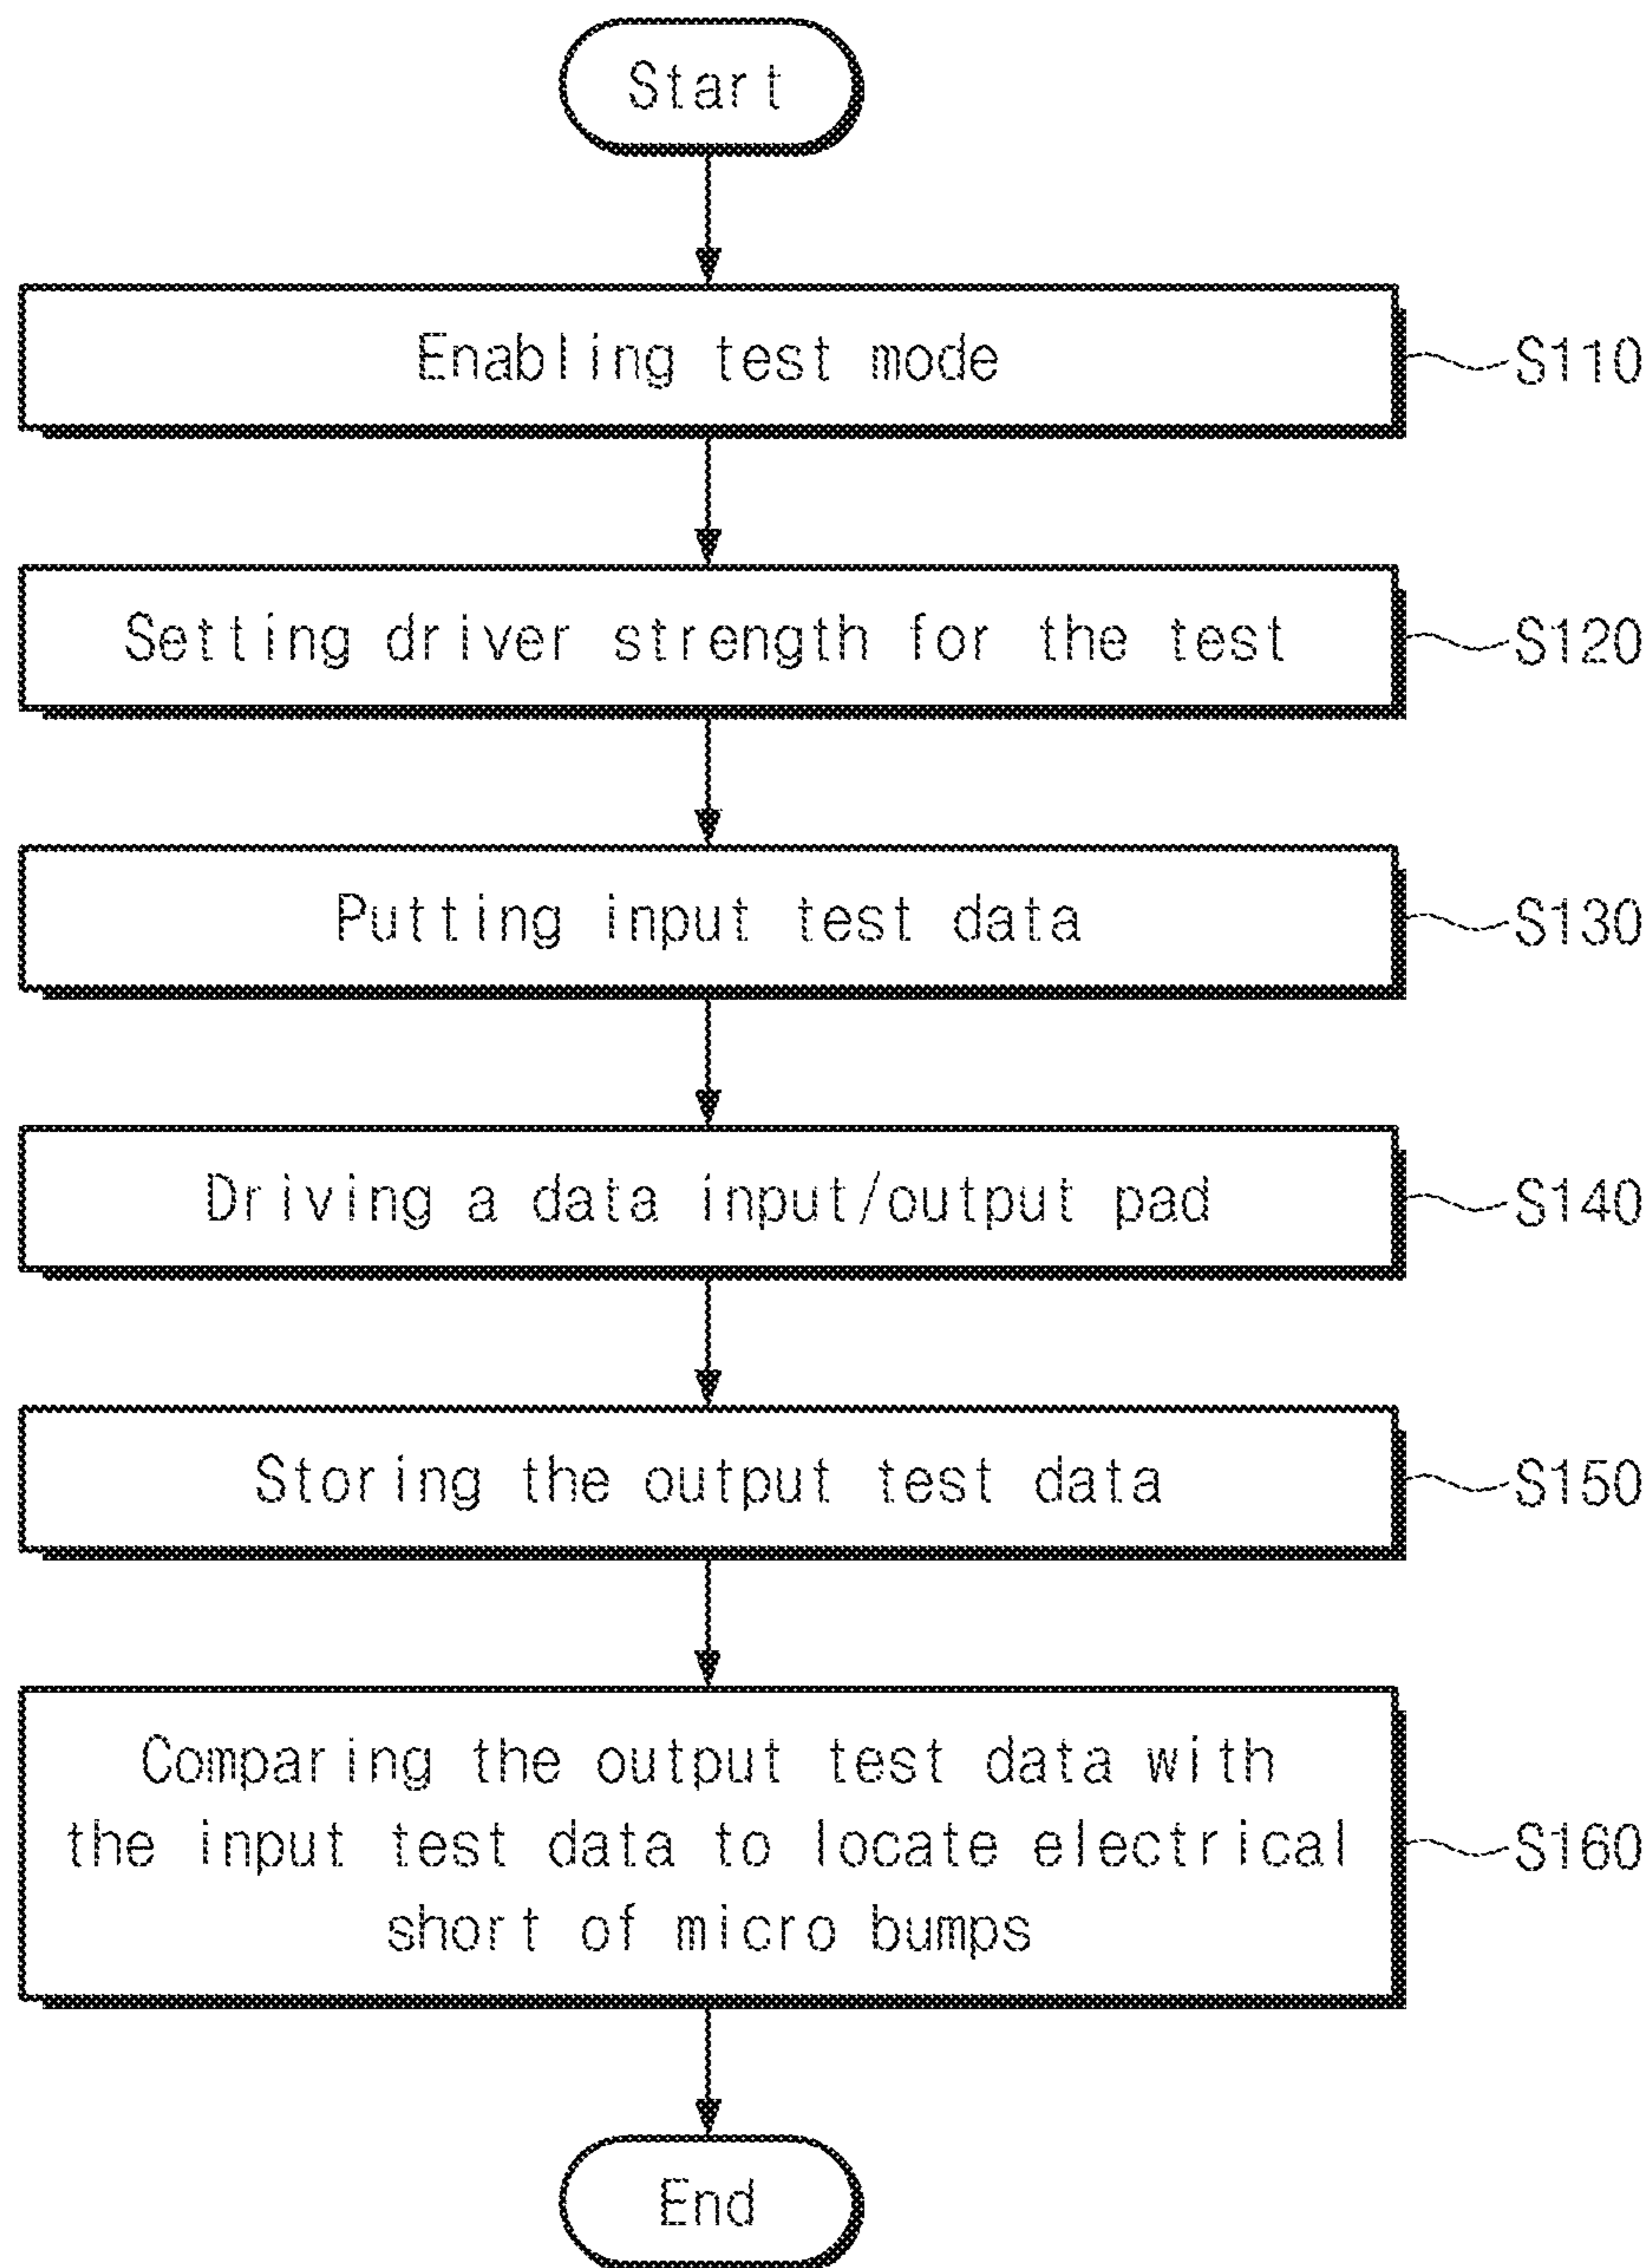 Start
Enabling test mode
S110
Setting driver strength for the test
S120
Putting input test data
S130
Driving a data input/output pad
S140
Storing the output test data
S150
Comparing the output test data with
the input test data to locate electrical
short of micro bumps
S160
End